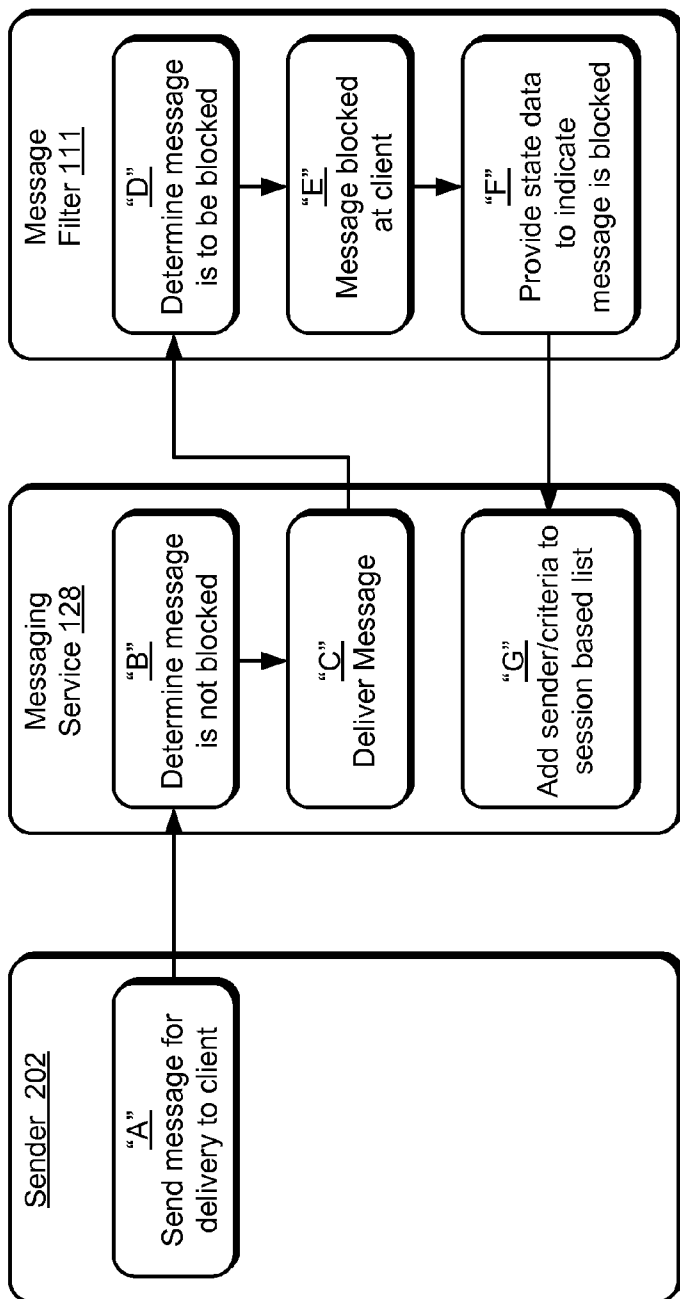 Sender 202
“A”
Send message for
delivery to client
Messaging
Service 128
“B”
Determine message
is not blocked
“C”
Deliver Message
“G”
Add sender/criteria to
session based list
Message
Filter 111
“D”
Determine message
is to be blocked
“E”
Message blocked
at client
“F”
Provide state data
to indicate
message is blocked